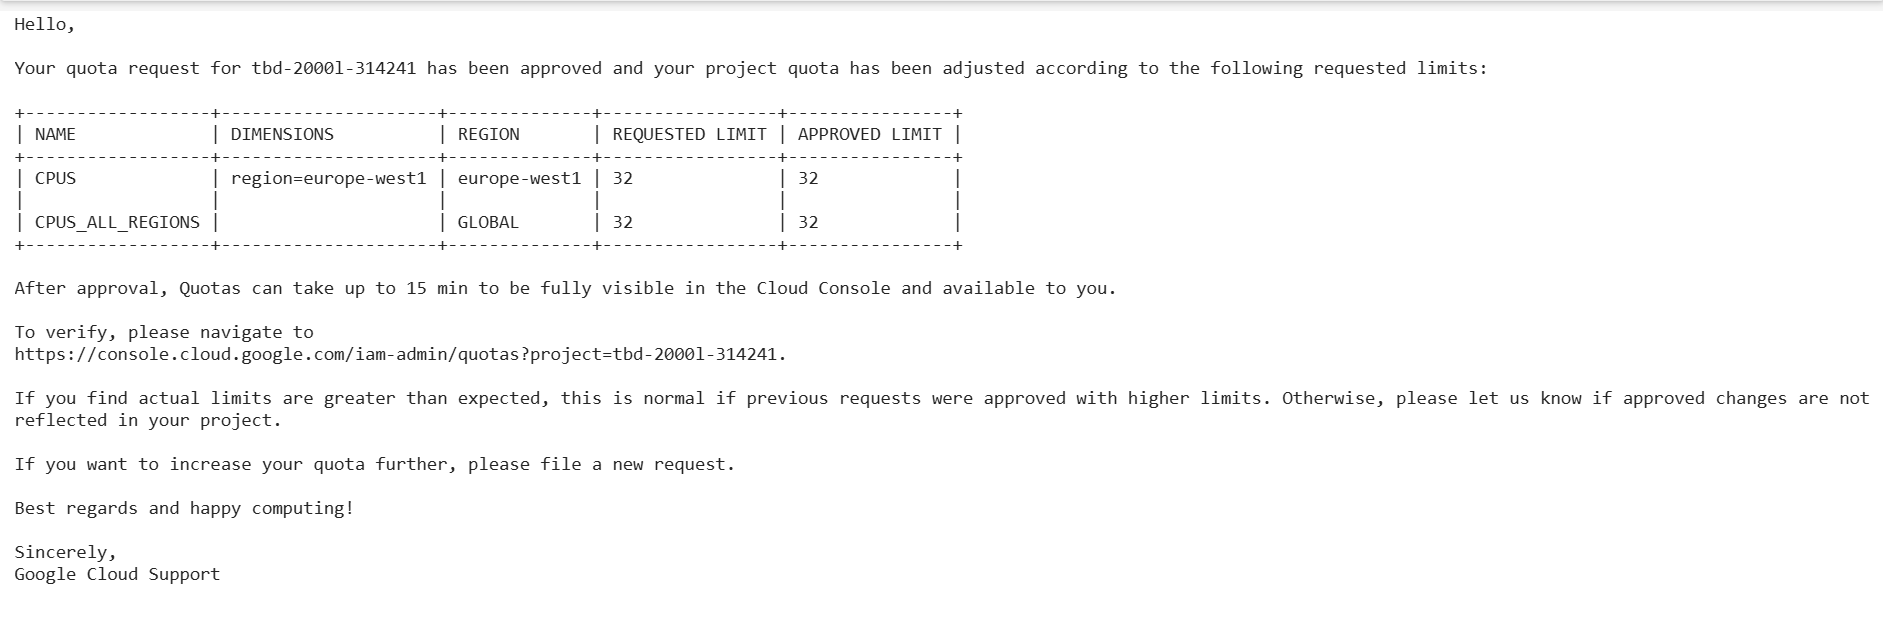 Hello,
Your quota request for tbd-2000l-314241 has been approved and your project quota has been adjusted according to the following requested limits:
+------------------+---------------------+--------------+-----------------+----------------+
| NAME             | DIMENSIONS          | REGION       | REQUESTED LIMIT | APPROVED LIMIT |
+------------------+---------------------+--------------+-----------------+----------------+
| CPUS             | region=europe-west1 | europe-west1 | 32              | 32             |
|                  |                     |              |                 |                |
| CPUS_ALL_REGIONS |                     | GLOBAL       | 32              | 32             |
+------------------+---------------------+--------------+-----------------+----------------+
After approval, Quotas can take up to 15 min to be fully visible in the Cloud Console and available to you.
To verify, please navigate to
https://console.cloud.google.com/iam-admin/quotas?project=tbd-2000l-314241.
If you find actual limits are greater than expected, this is normal if previous requests were approved with higher limits. Otherwise, please let us know if approved changes are not
reflected in your project.
If you want to increase your quota further, please file a new request.
Best regards and happy computing!
Sincerely,
Google Cloud Support